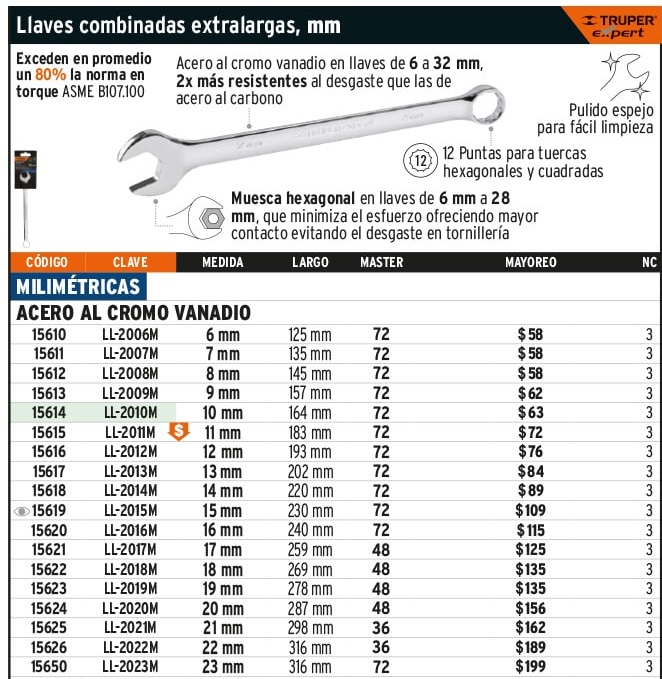 Llaves combinadas extralargas, mm
TRUPER
expert
Exceden en promedio
un 80% la norma en
torque ASME B107.100
Acero al cromo vanadio en llaves de 6 a 32 mm,
2x más resistentes al desgaste que las de
acero al carbono
Pulido espejo
para fácil limpieza
12
12 Puntas para tuercas
hexagonales y cuadradas
Muesca hexagonal en llaves de 6 mm a 28
mm, que minimiza el esfuerzo ofreciendo mayor
contacto evitando el desgaste en tornillería
CÓDIGO CLAVE MEDIDA LARGO MASTER MAYOREO NC
MILIMÉTRICAS
ACERO AL CROMO VANADIO
15610 LL-2006M 6 mm 125 mm 72 $58 3
15611 LL-2007M 7 mm 135 mm 72 $58 3
15612 LL-2008M 8 mm 145 mm 72 $58 3
15613 LL-2009M 9 mm 157 mm 72 $62 3
15614 LL-2010M 10 mm 164 mm 72 $63 3
15615 LL-2011M $ 11 mm 183 mm 72 $72 3
15616 LL-2012M 12 mm 193 mm 72 $76 3
15617 LL-2013M 13 mm 202 mm 72 $84 3
15618 LL-2014M 14 mm 220 mm 72 $89 3
15619 LL-2015M 15 mm 230 mm 72 $109 3
15620 LL-2016M 16 mm 240 mm 72 $115 3
15621 LL-2017M 17 mm 259 mm 48 $125 3
15622 LL-2018M 18 mm 269 mm 48 $135 3
15623 LL-2019M 19 mm 278 mm 48 $135 3
15624 LL-2020M 20 mm 287 mm 48 $156 3
15625 LL-2021M 21 mm 298 mm 36 $162 3
15626 LL-2022M 22 mm 316 mm 36 $189 3
15650 LL-2023M 23 mm 316 mm 72 $199 3